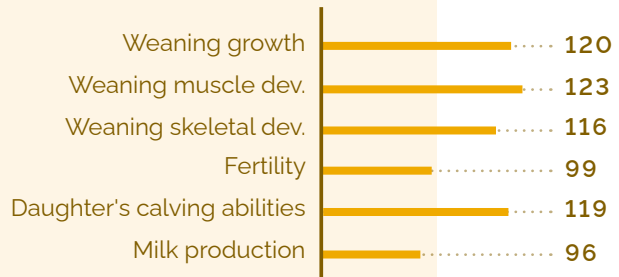 Weaning growth 120
Weaning muscle dev. 123
Weaning skeletal dev. 116
Fertility 99
Daughter's calving abilities 119
Milk production 96